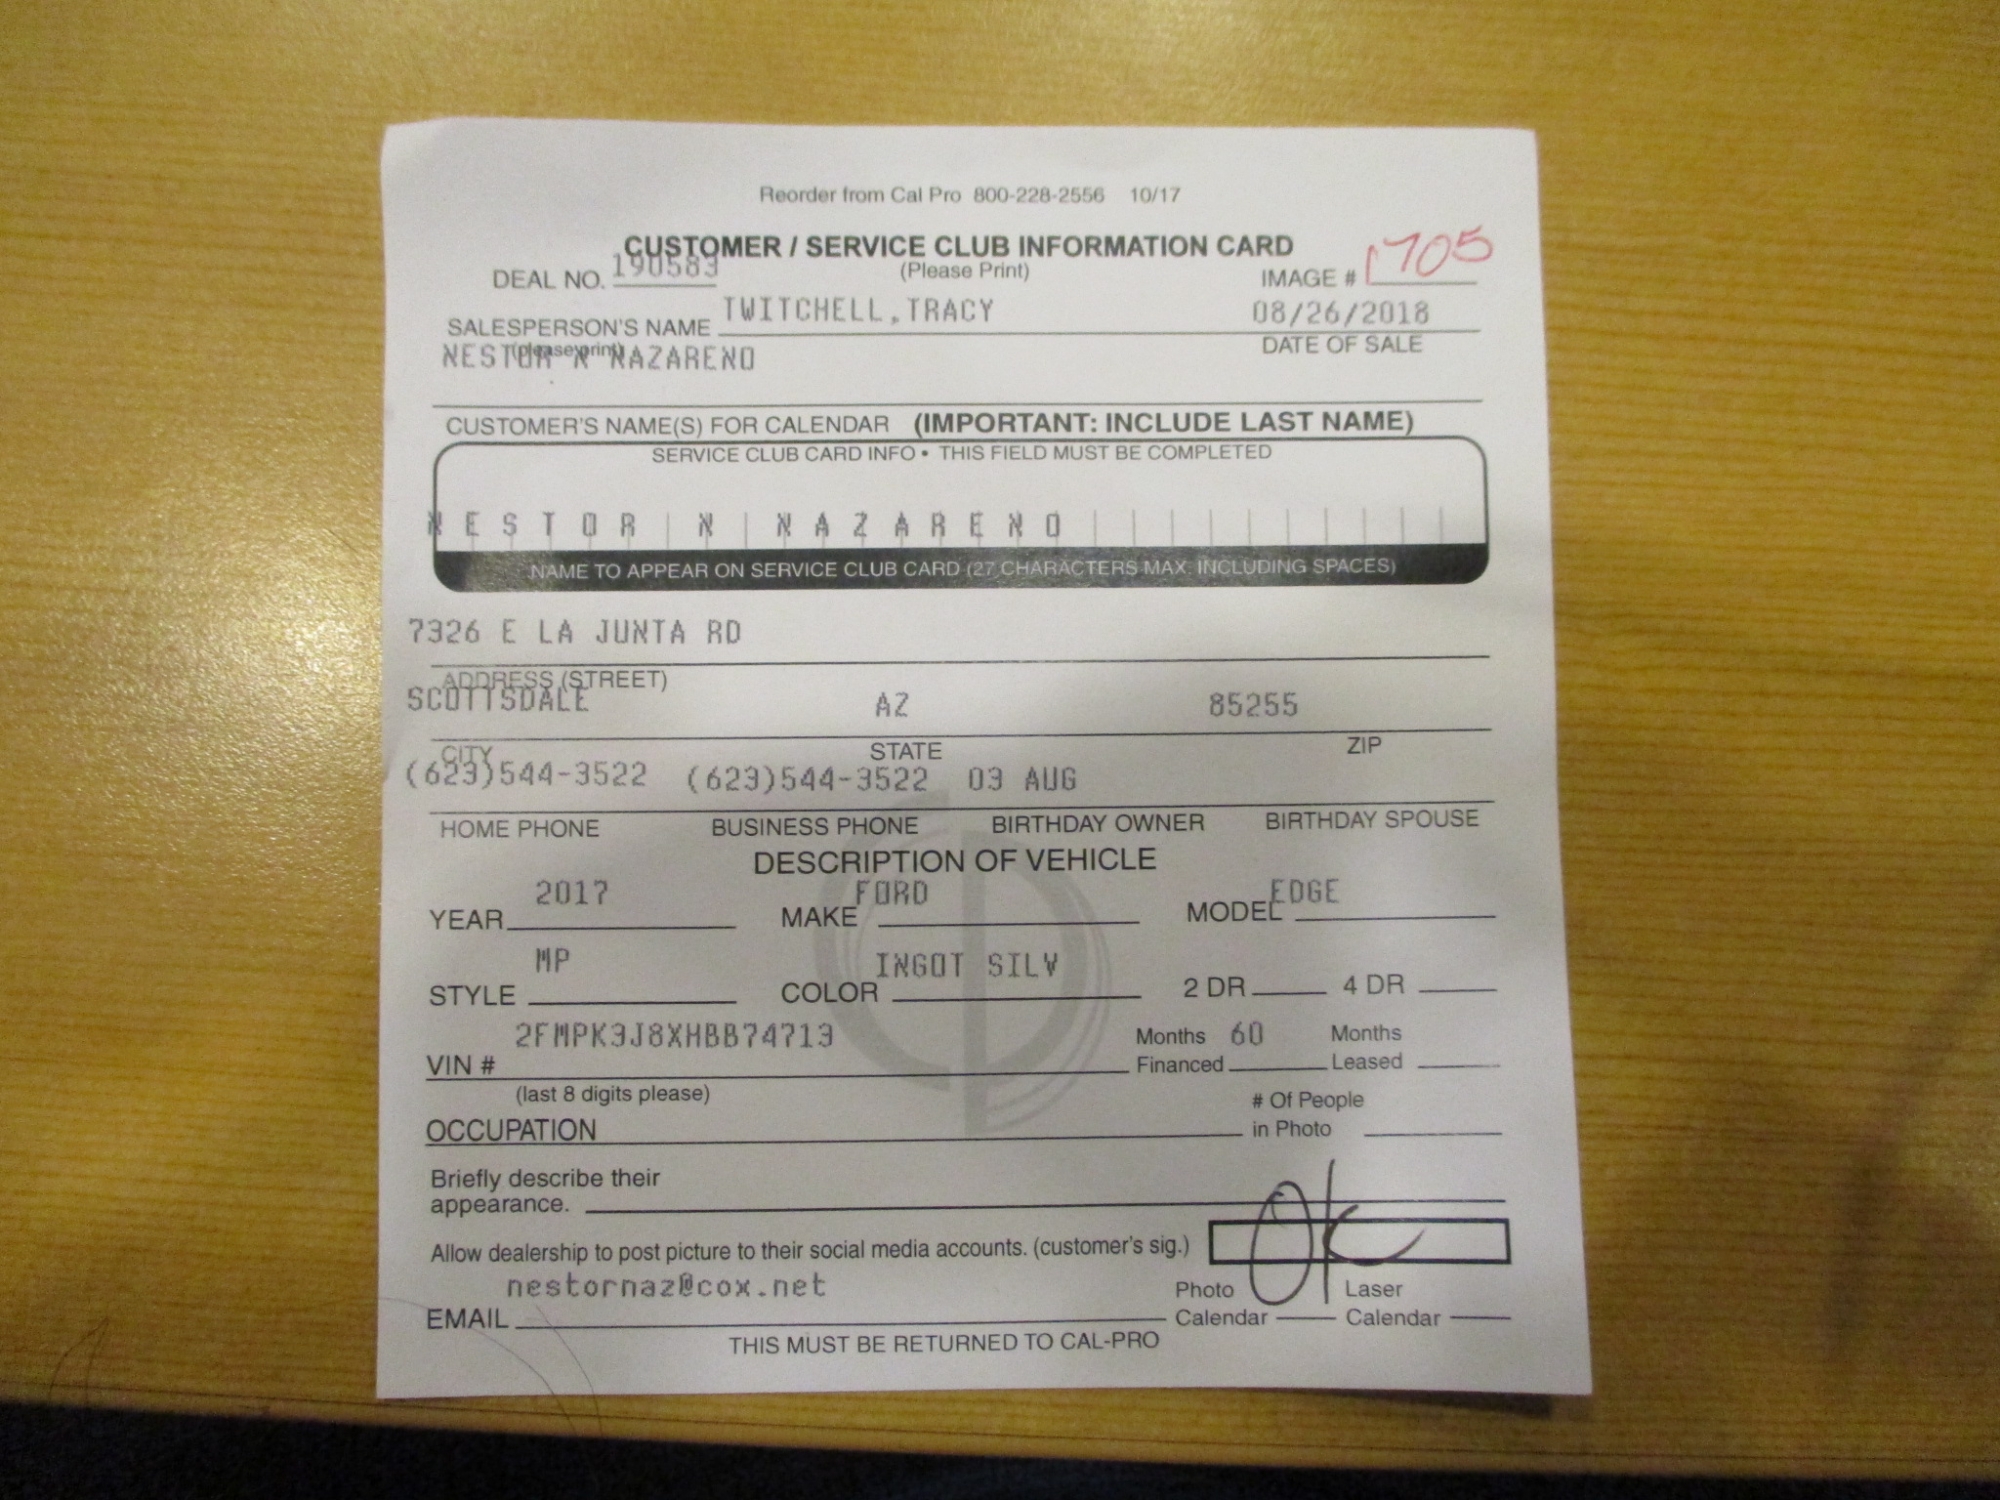 Reorder from Cal Pro 800-228-2556 10/17
CUSTOMER / SERVICE CLUB INFORMATION CARD
DEAL NO. 190583 (Please Print) IMAGE # 1705
SALESPERSON'S NAME TWITCHELL,TRACY 08/26/2018
(please print) DATE OF SALE
NESTOR N NAZARENO
CUSTOMER'S NAME(S) FOR CALENDAR (IMPORTANT: INCLUDE LAST NAME)
SERVICE CLUB CARD INFO • THIS FIELD MUST BE COMPLETED
NESTOR N NAZARENO
NAME TO APPEAR ON SERVICE CLUB CARD (27 CHARACTERS MAX. INCLUDING SPACES)
7326 E LA JUNTA RD
ADDRESS (STREET)
SCOTTSDALE AZ 85255
CITY STATE ZIP
(623)544-3522 (623)544-3522 03 AUG
HOME PHONE BUSINESS PHONE BIRTHDAY OWNER BIRTHDAY SPOUSE
DESCRIPTION OF VEHICLE
YEAR 2017 MAKE FORD MODEL EDGE
STYLE MP COLOR INGOT SILV 2 DR 4 DR
VIN # 2FMPK3J8XHBB74713 Months Financed 60 Months Leased
(last 8 digits please)
OCCUPATION # Of People in Photo
Briefly describe their
appearance.
Allow dealership to post picture to their social media accounts. (customer's sig.) OK
EMAIL nestornaz@cox.net Photo Calendar Laser Calendar
THIS MUST BE RETURNED TO CAL-PRO